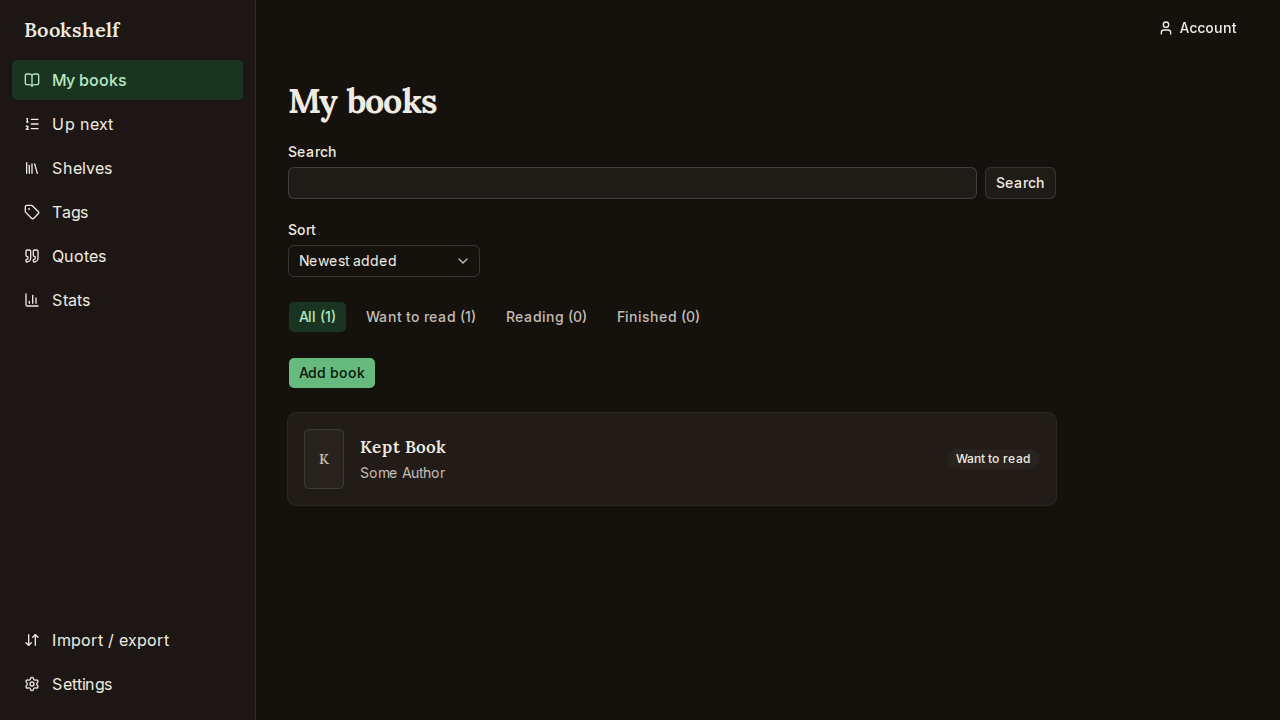 Bookshelf
My books
Up next
Shelves
Tags
Quotes
Stats
Import / export
Settings
Account
My books
Search
Search
Sort
Newest added
All (1) Want to read (1) Reading (0) Finished (0)
Add book
K
Kept Book
Some Author
Want to read